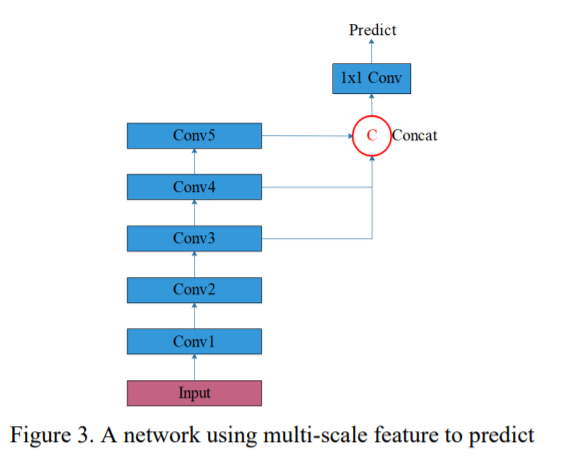 Predict
1x1 Conv
Conv5
C
Concat
Conv4
Conv3
Conv2
Conv1
Input
Figure 3. A network using multi-scale feature to predict